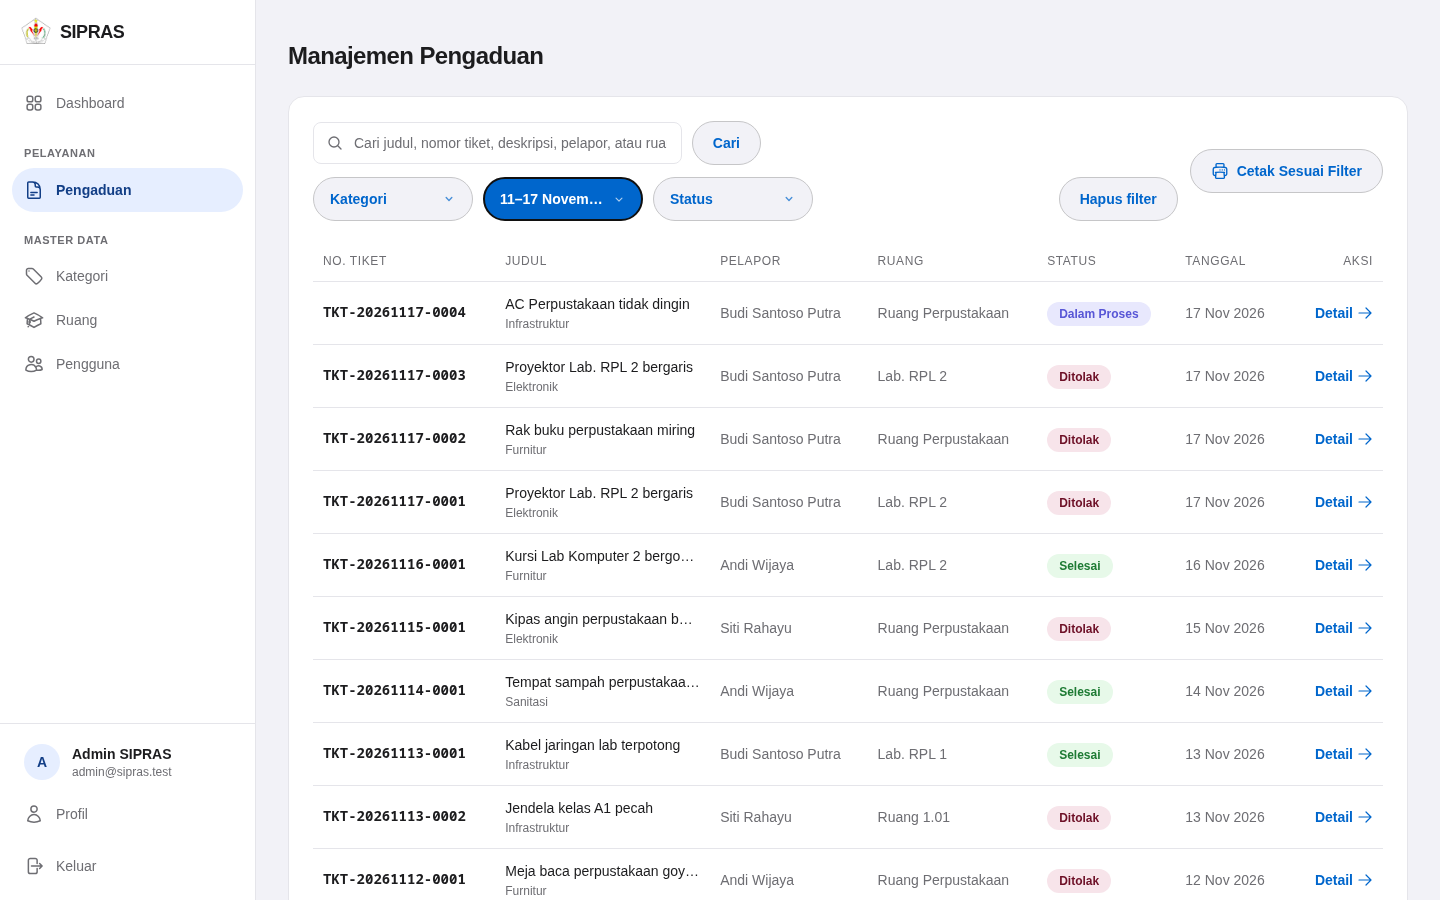 SIPRAS
Dashboard
PELAYANAN
Pengaduan
MASTER DATA
Kategori
Ruang
Pengguna
A
Admin SIPRAS
admin@sipras.test
Profil
Keluar
Manajemen Pengaduan
Cari judul, nomor tiket, deskripsi, pelapor, atau rua
Cari
Cetak Sesuai Filter
Kategori
11–17 Novem…
Status
Hapus filter
NO. TIKET JUDUL PELAPOR RUANG STATUS TANGGAL AKSI
TKT-20261117-0004 AC Perpustakaan tidak dingin Budi Santoso Putra Ruang Perpustakaan Dalam Proses 17 Nov 2026 Detail
Infrastruktur
TKT-20261117-0003 Proyektor Lab. RPL 2 bergaris Budi Santoso Putra Lab. RPL 2 Ditolak 17 Nov 2026 Detail
Elektronik
TKT-20261117-0002 Rak buku perpustakaan miring Budi Santoso Putra Ruang Perpustakaan Ditolak 17 Nov 2026 Detail
Furnitur
TKT-20261117-0001 Proyektor Lab. RPL 2 bergaris Budi Santoso Putra Lab. RPL 2 Ditolak 17 Nov 2026 Detail
Elektronik
TKT-20261116-0001 Kursi Lab Komputer 2 bergo… Andi Wijaya Lab. RPL 2 Selesai 16 Nov 2026 Detail
Furnitur
TKT-20261115-0001 Kipas angin perpustakaan b… Siti Rahayu Ruang Perpustakaan Ditolak 15 Nov 2026 Detail
Elektronik
TKT-20261114-0001 Tempat sampah perpustakaa… Andi Wijaya Ruang Perpustakaan Selesai 14 Nov 2026 Detail
Sanitasi
TKT-20261113-0001 Kabel jaringan lab terpotong Budi Santoso Putra Lab. RPL 1 Selesai 13 Nov 2026 Detail
Infrastruktur
TKT-20261113-0002 Jendela kelas A1 pecah Siti Rahayu Ruang 1.01 Ditolak 13 Nov 2026 Detail
Infrastruktur
TKT-20261112-0001 Meja baca perpustakaan goy… Andi Wijaya Ruang Perpustakaan Ditolak 12 Nov 2026 Detail
Furnitur